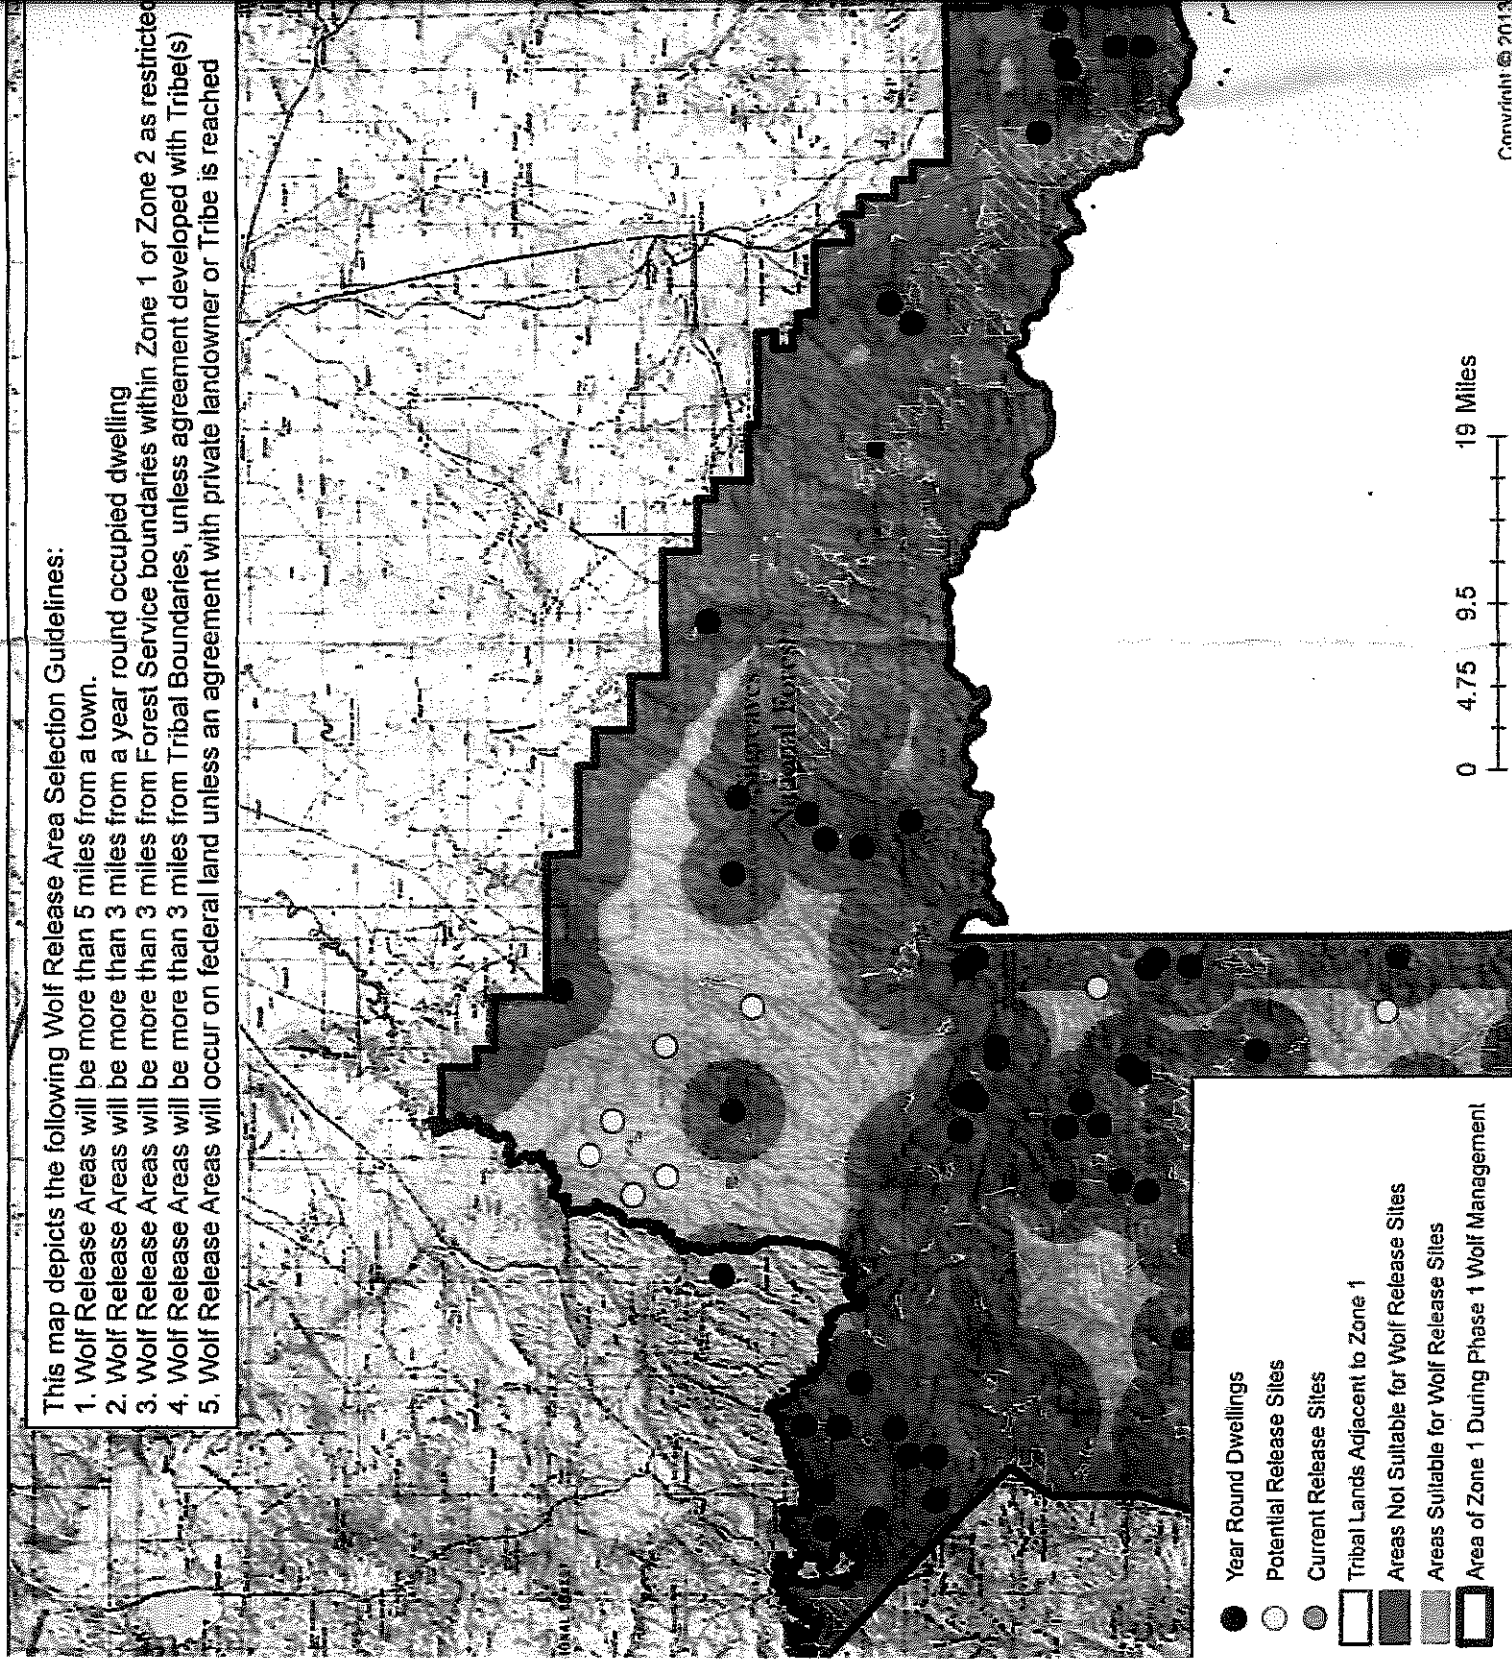 This map depicts the following Wolf Release Area Selection Guidelines:
1. Wolf Release Areas will be more than 5 miles from a town.
2. Wolf Release Areas will be more than 3 miles from a year round occupied dwelling
3. Wolf Release Areas will be more than 3 miles from Forest Service boundaries within Zone 1 or Zone 2 as restricted
4. Wolf Release Areas will be more than 3 miles from Tribal Boundaries, unless agreement developed with Tribe(s)
5. Wolf Release Areas will occur on federal land unless an agreement with private landowner or Tribe is reached
National Forest
Year Round Dwellings
Potential Release Sites
Current Release Sites
Tribal Lands Adjacent to Zone 1
Areas Not Suitable for Wolf Release Sites
Areas Suitable for Wolf Release Sites
Area of Zone 1 During Phase 1 Wolf Management
0 4.75 9.5 19 Miles
Copyright:© 2013